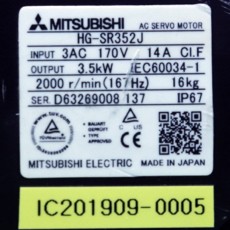 MITSUBISHI
AC SERVO MOTOR
HG-SR352J
INPUT 3AC 170V 14A Cl.F
OUTPUT 3.5kW IEC60034-1
2000 r/min(167Hz) 16kg
SER. D63269008 137 IP67
MITSUBISHI ELECTRIC MADE IN JAPAN
IC201909-0005